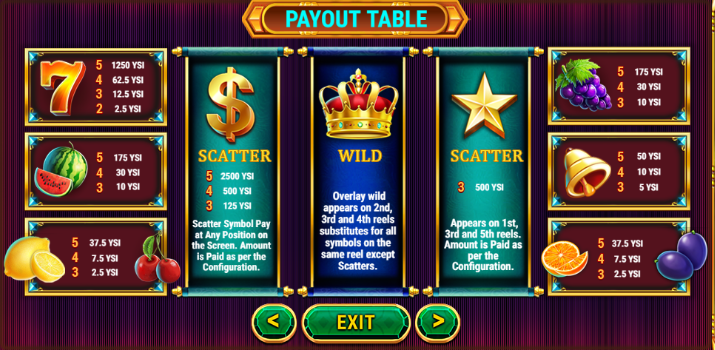 PAYOUT TABLE
5 1250 YSI
4 62.5 YSI
3 12.5 YSI
2 2.5 YSI
5 175 YSI
4 30 YSI
3 10 YSI
5 37.5 YSI
4 7.5 YSI
3 2.5 YSI
SCATTER
5 2500 YSI
4 500 YSI
3 125 YSI
Scatter Symbol Pay
at Any Position on
the Screen. Amount
is Paid as per the
Configuration.
WILD
Overlay wild
appears on 2nd,
3rd and 4th reels
substitutes for all
symbols on the
same reel except
Scatters.
SCATTER
3 500 YSI
Appears on 1st,
3rd and 5th reels.
Amount is Paid as
per the
Configuration.
5 175 YSI
4 30 YSI
3 10 YSI
5 50 YSI
4 10 YSI
3 5 YSI
5 37.5 YSI
4 7.5 YSI
3 2.5 YSI
< EXIT >